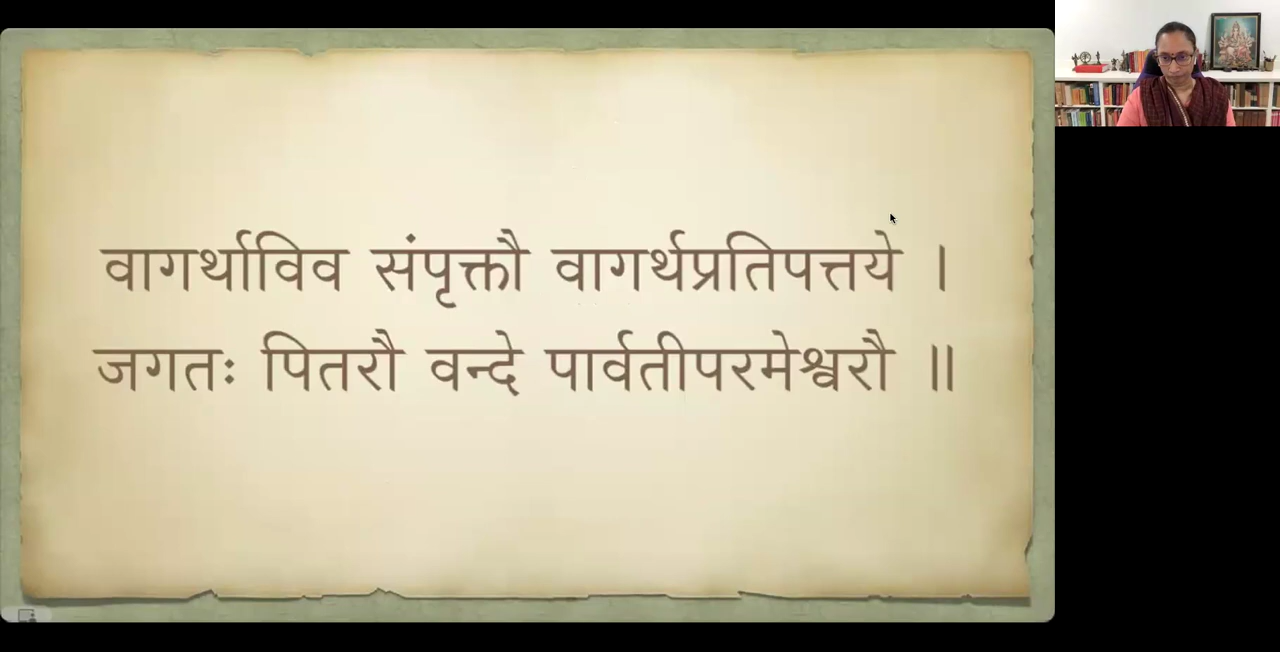 वागर्थाविव संपृक्तौ वागर्थप्रतिपत्तये ।
जगतः पितरौ वन्दे पार्वतीपरमेश्वरौ ॥